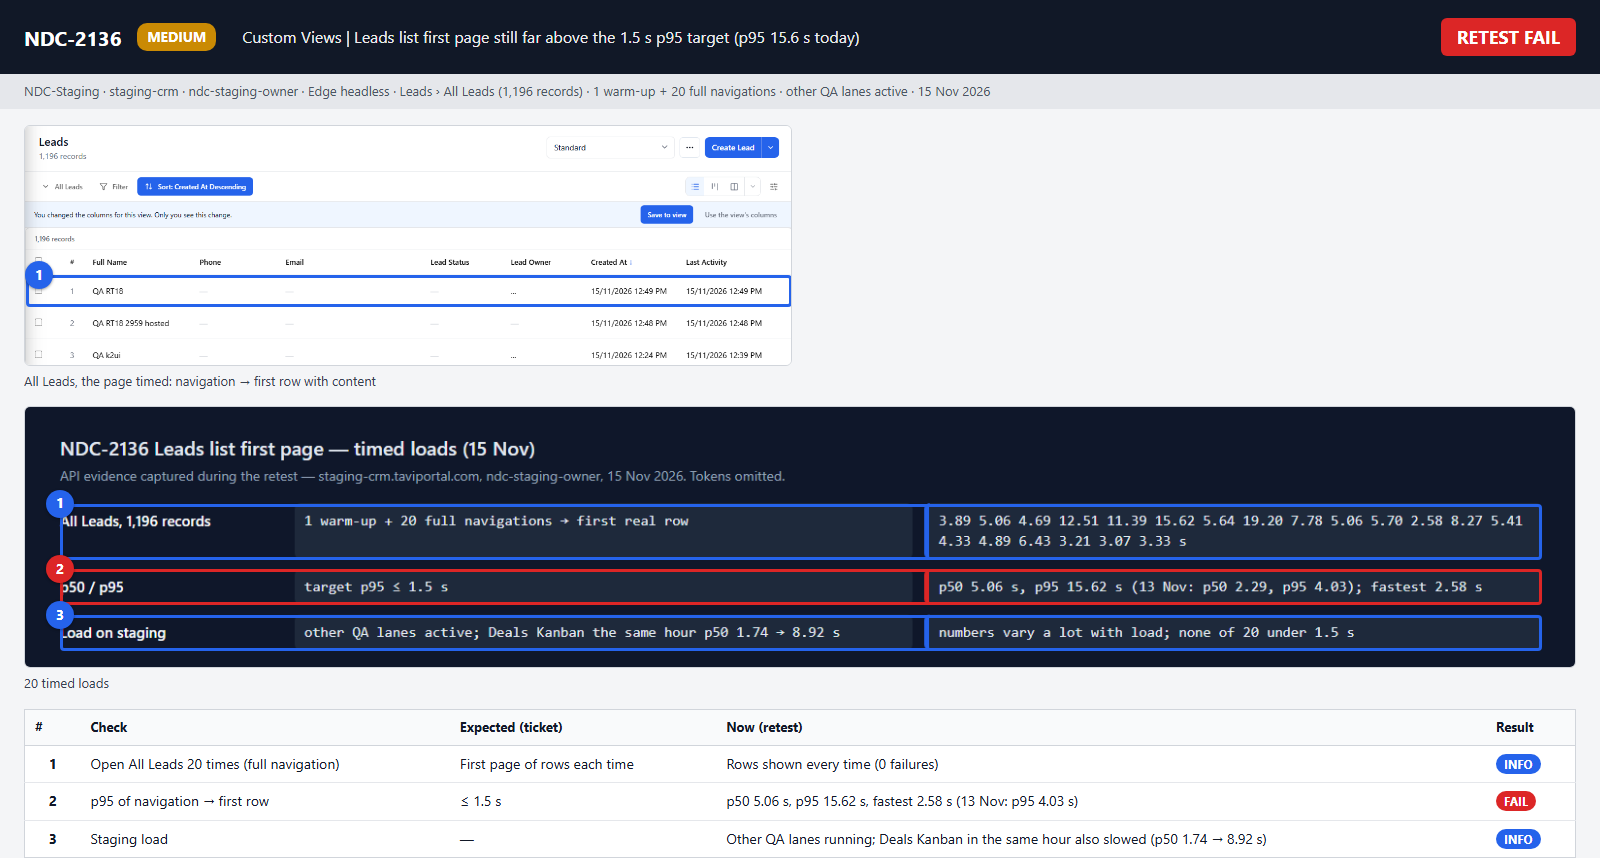 NDC-2136 MEDIUM Custom Views | Leads list first page still far above the 1.5 s p95 target (p95 15.6 s today) RETEST FAIL
NDC-Staging · staging-crm · ndc-staging-owner · Edge headless · Leads › All Leads (1,196 records) · 1 warm-up + 20 full navigations · other QA lanes active · 15 Nov 2026
Leads
1,196 records
Standard ... Create Lead
All Leads Filter Sort: Created At Descending
You changed the columns for this view. Only you see this change. Save to view Use the view's columns
1,196 records
# Full Name Phone Email Lead Status Lead Owner Created At ↓ Last Activity
1
1 QA RT18 — — — ... 15/11/2026 12:49 PM 15/11/2026 12:49 PM
2 QA RT18 2959 hosted — — — — 15/11/2026 12:48 PM 15/11/2026 12:48 PM
3 QA k2ui — — — ... 15/11/2026 12:24 PM 15/11/2026 12:39 PM
All Leads, the page timed: navigation → first row with content
NDC-2136 Leads list first page — timed loads (15 Nov)
API evidence captured during the retest — staging-crm.taviportal.com, ndc-staging-owner, 15 Nov 2026. Tokens omitted.
1
All Leads, 1,196 records 1 warm-up + 20 full navigations → first real row 3.89 5.06 4.69 12.51 11.39 15.62 5.64 19.20 7.78 5.06 5.70 2.58 8.27 5.41
4.33 4.89 6.43 3.21 3.07 3.33 s
2
p50 / p95 target p95 ≤ 1.5 s p50 5.06 s, p95 15.62 s (13 Nov: p50 2.29, p95 4.03); fastest 2.58 s
3
Load on staging other QA lanes active; Deals Kanban the same hour p50 1.74 → 8.92 s numbers vary a lot with load; none of 20 under 1.5 s
20 timed loads
# Check Expected (ticket) Now (retest) Result
1 Open All Leads 20 times (full navigation) First page of rows each time Rows shown every time (0 failures) INFO
2 p95 of navigation → first row ≤ 1.5 s p50 5.06 s, p95 15.62 s, fastest 2.58 s (13 Nov: p95 4.03 s) FAIL
3 Staging load — Other QA lanes running; Deals Kanban in the same hour also slowed (p50 1.74 → 8.92 s) INFO